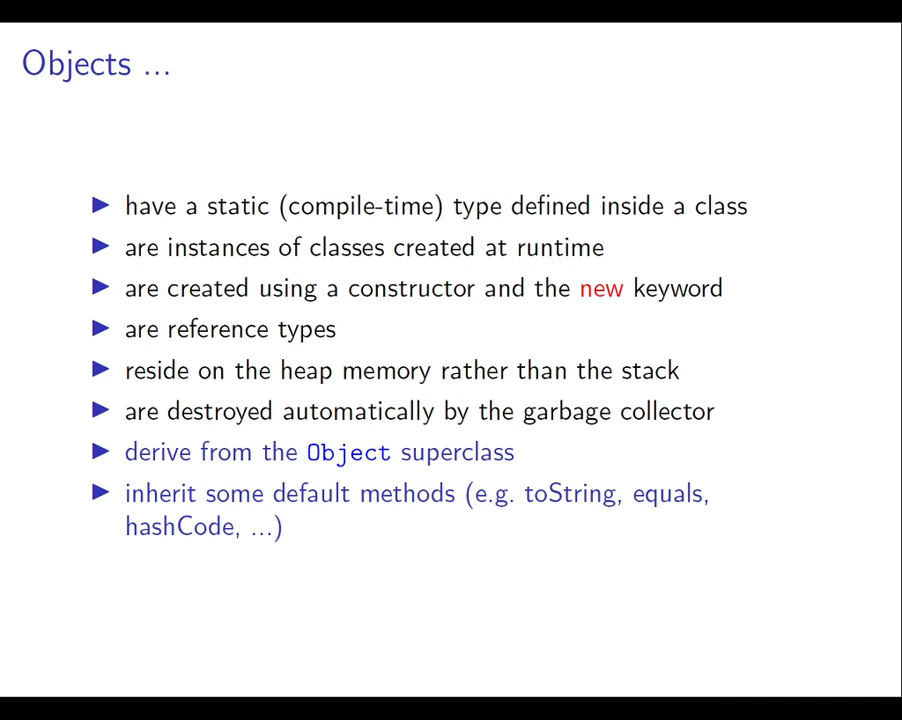 Objects ...
▶ have a static (compile-time) type defined inside a class
▶ are instances of classes created at runtime
▶ are created using a constructor and the new keyword
▶ are reference types
▶ reside on the heap memory rather than the stack
▶ are destroyed automatically by the garbage collector
▶ derive from the Object superclass
▶ inherit some default methods (e.g. toString, equals,
hashCode, ...)